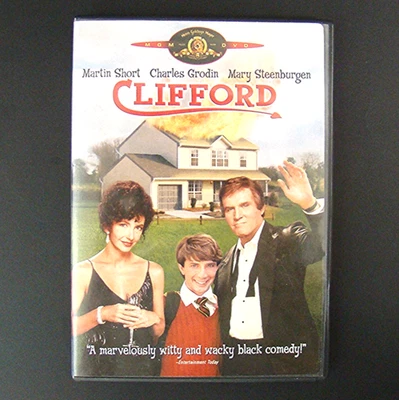 MGM DVD
Martin Short Charles Grodin Mary Steenburgen
CLIFFORD
"A marvelously witty and wacky black comedy!"
—Entertainment Today